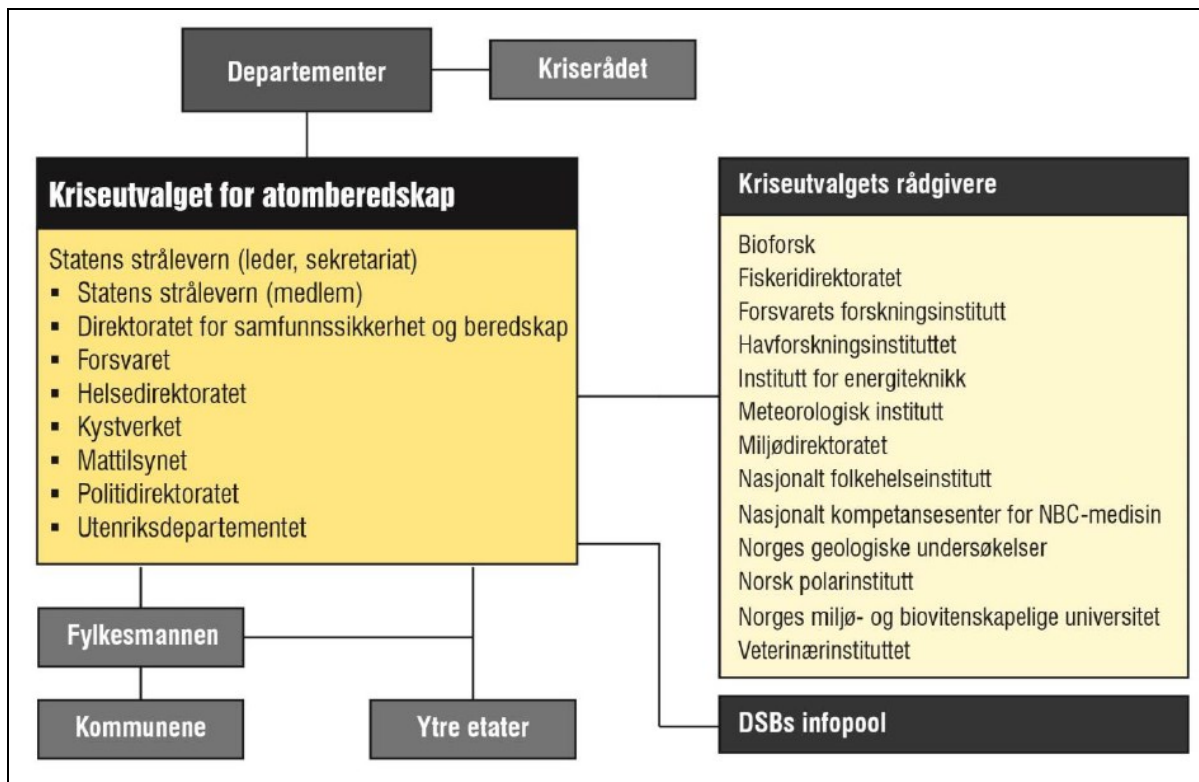 Departementer
Kriserådet
Kriseutvalget for atomberedskap
Statens strålevern (leder, sekretariat)
▪ Statens strålevern (medlem)
▪ Direktoratet for samfunnssikkerhet og beredskap
▪ Forsvaret
▪ Helsedirektoratet
▪ Kystverket
▪ Mattilsynet
▪ Politidirektoratet
▪ Utenriksdepartementet
Kriseutvalgets rådgivere
Bioforsk
Fiskeridirektoratet
Forsvarets forskningsinstitutt
Havforskningsinstituttet
Institutt for energiteknikk
Meteorologisk institutt
Miljødirektoratet
Nasjonalt folkehelseinstitutt
Nasjonalt kompetansesenter for NBC-medisin
Norges geologiske undersøkelser
Norsk polarinstitutt
Norges miljø- og biovitenskapelige universitet
Veterinærinstituttet
Fylkesmannen
Kommunene
Ytre etater
DSBs infopool